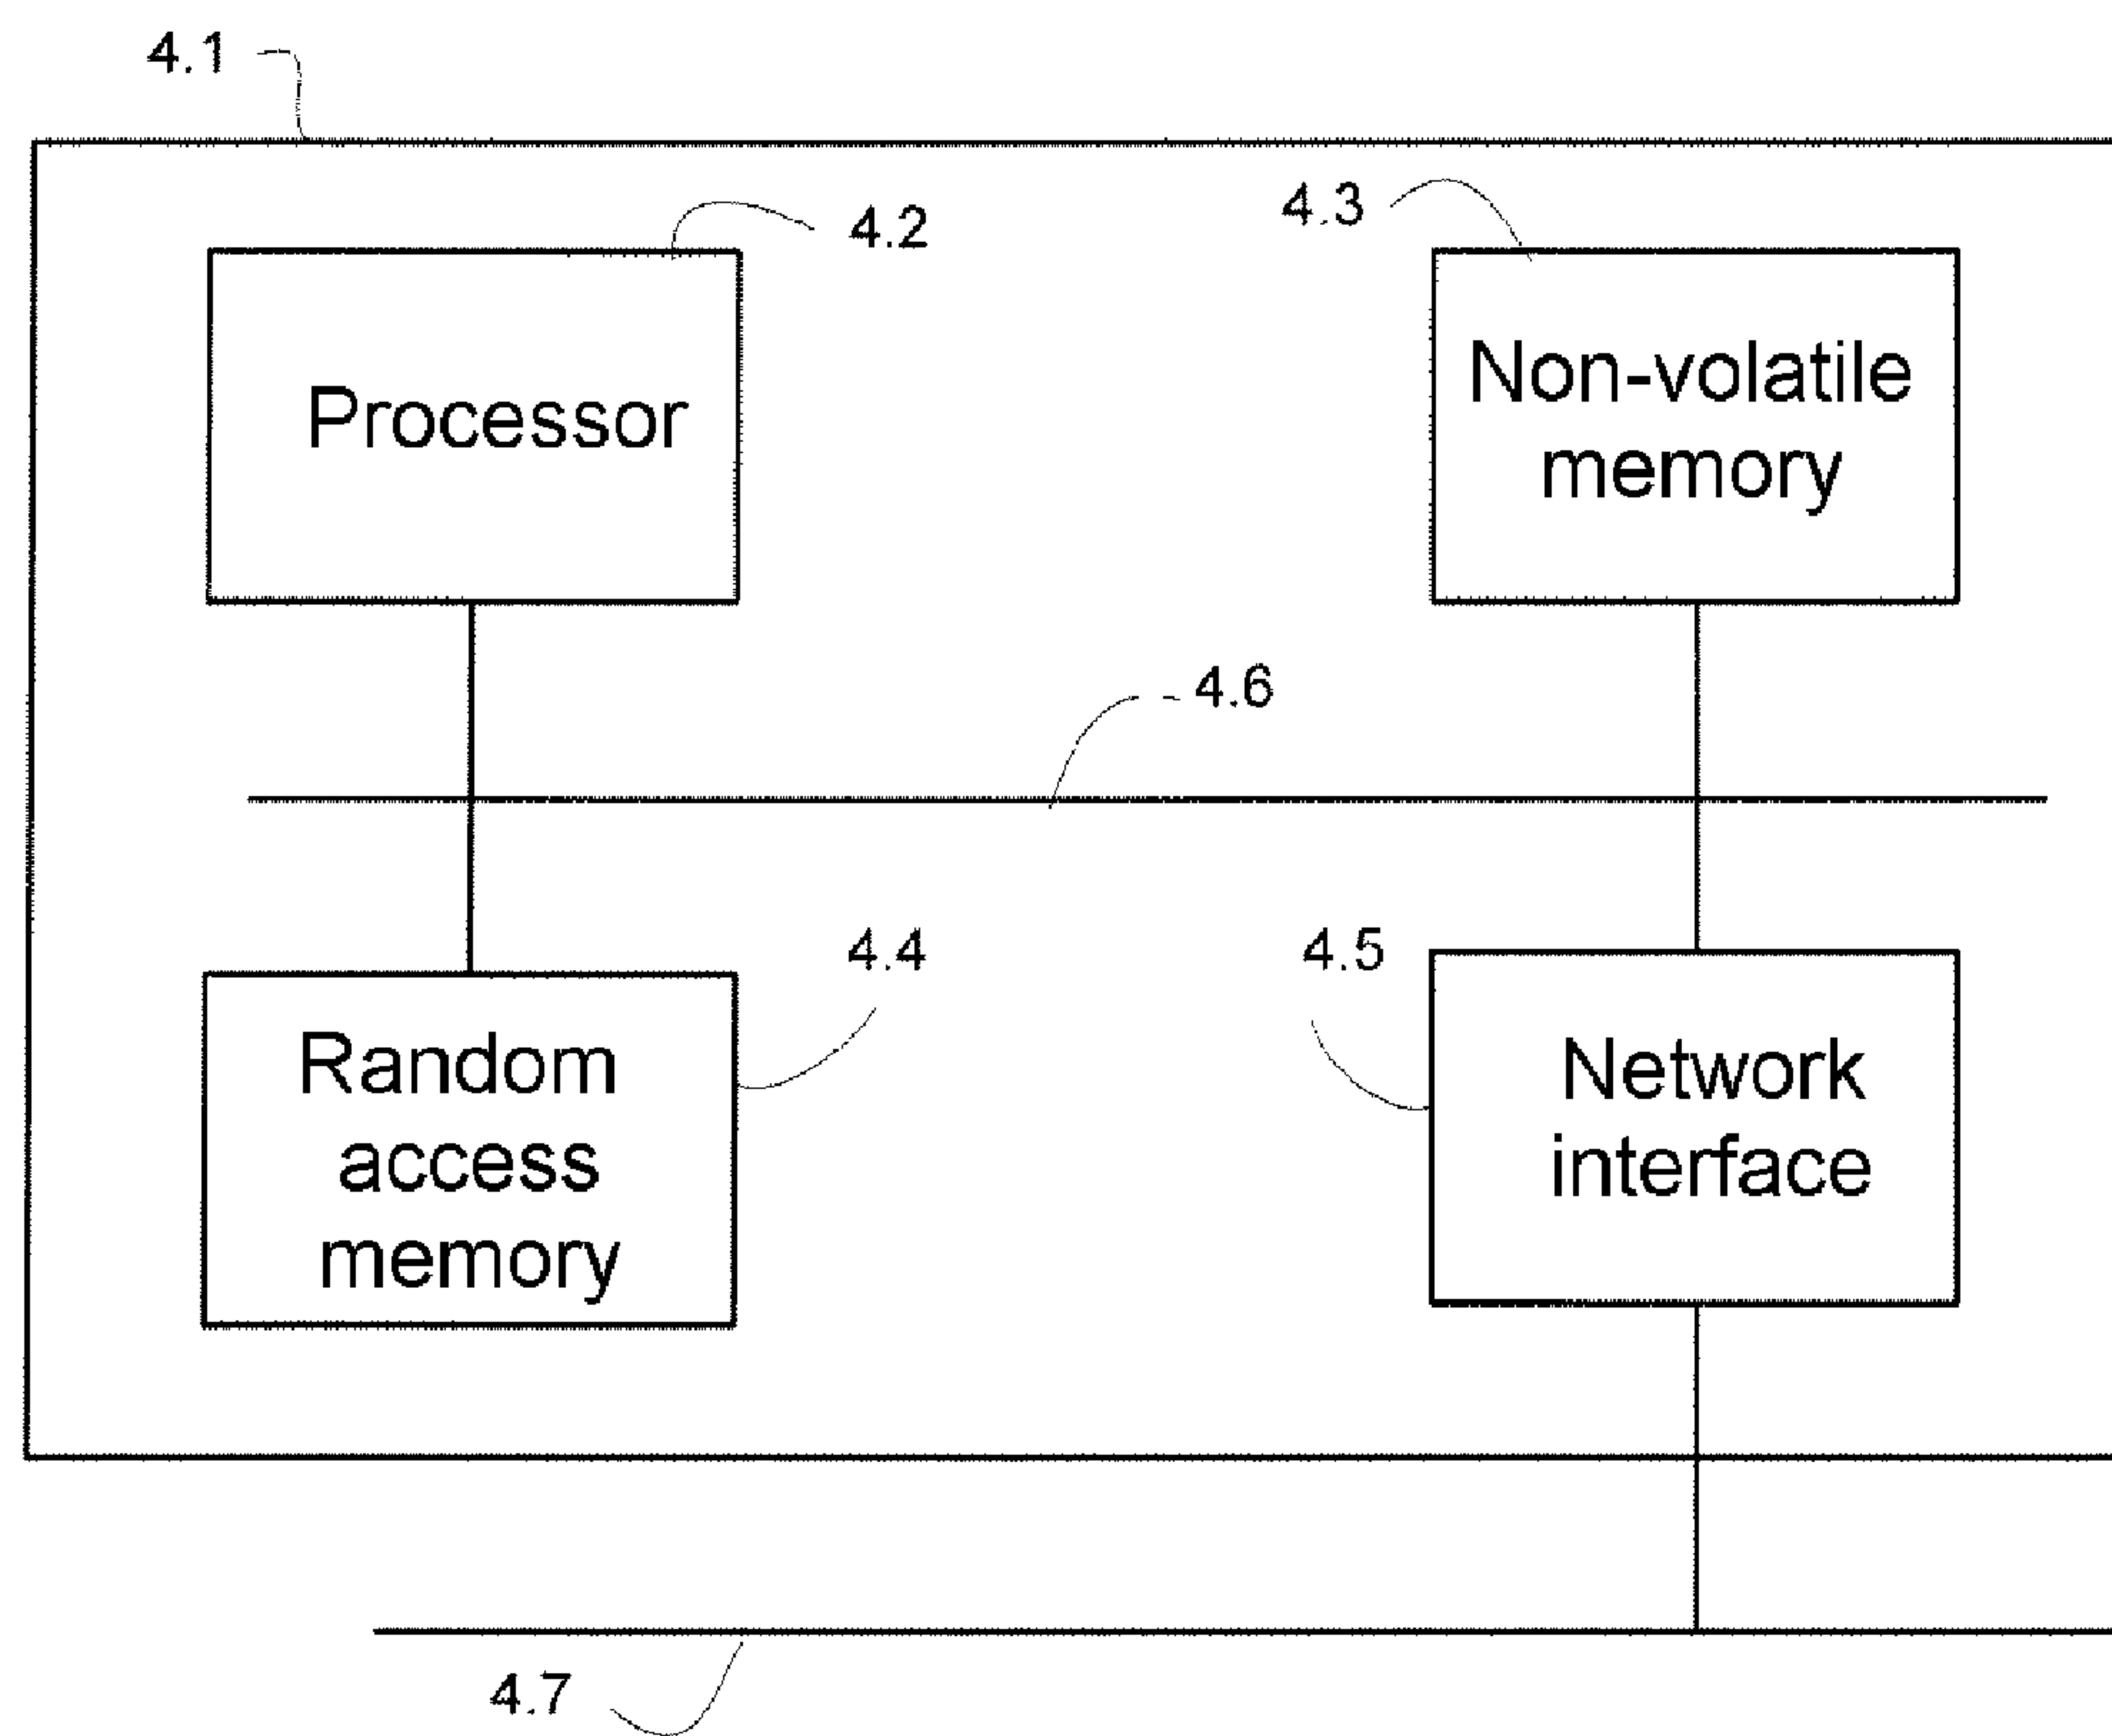 4.1
4.2
4.3
Processor
Non-volatile
memory
4.6
4.4
4.5
Random
access
memory
Network
interface
4.7